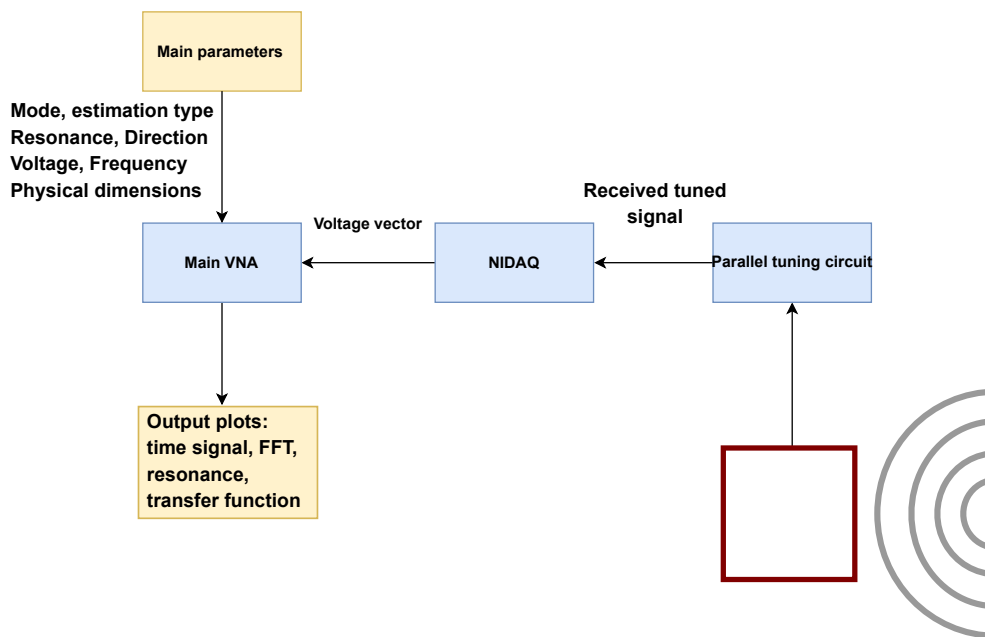 Main parameters
Mode, estimation type
Resonance, Direction
Voltage, Frequency
Physical dimensions
Received tuned
signal
Voltage vector
Main VNA
NIDAQ
Parallel tuning circuit
Output plots:
time signal, FFT,
resonance,
transfer function